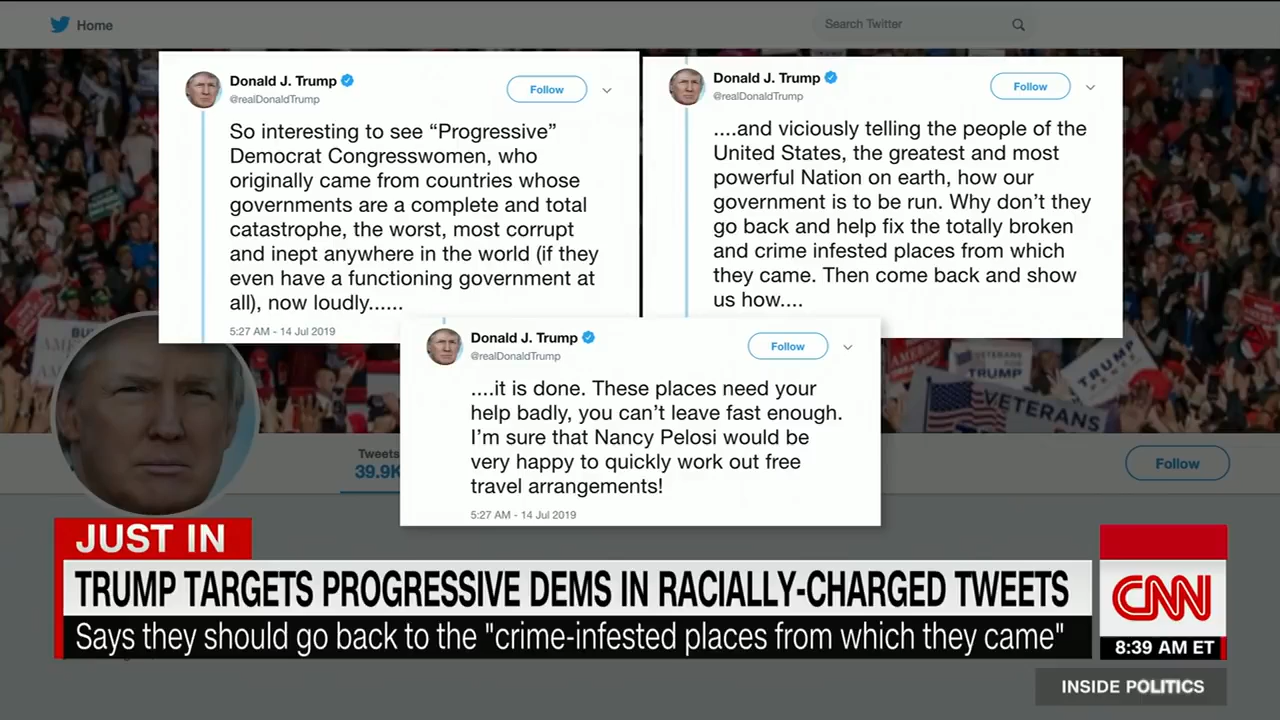 Home
Search Twitter
Donald J. Trump
@realDonaldTrump
Follow
So interesting to see “Progressive”
Democrat Congresswomen, who
originally came from countries whose
governments are a complete and total
catastrophe, the worst, most corrupt
and inept anywhere in the world (if they
even have a functioning government at
all), now loudly......
5:27 AM - 14 Jul 2019
Donald J. Trump
@realDonaldTrump
Follow
....and viciously telling the people of the
United States, the greatest and most
powerful Nation on earth, how our
government is to be run. Why don’t they
go back and help fix the totally broken
and crime infested places from which
they came. Then come back and show
us how....
Donald J. Trump
@realDonaldTrump
Follow
....it is done. These places need your
help badly, you can’t leave fast enough.
I’m sure that Nancy Pelosi would be
very happy to quickly work out free
travel arrangements!
5:27 AM - 14 Jul 2019
VETERANS
TRUMP
TRUMP
VETERANS
Tweets
39.9K
Follow
JUST IN
TRUMP TARGETS PROGRESSIVE DEMS IN RACIALLY-CHARGED TWEETS
Says they should go back to the "crime-infested places from which they came"
CNN
8:39 AM ET
INSIDE POLITICS